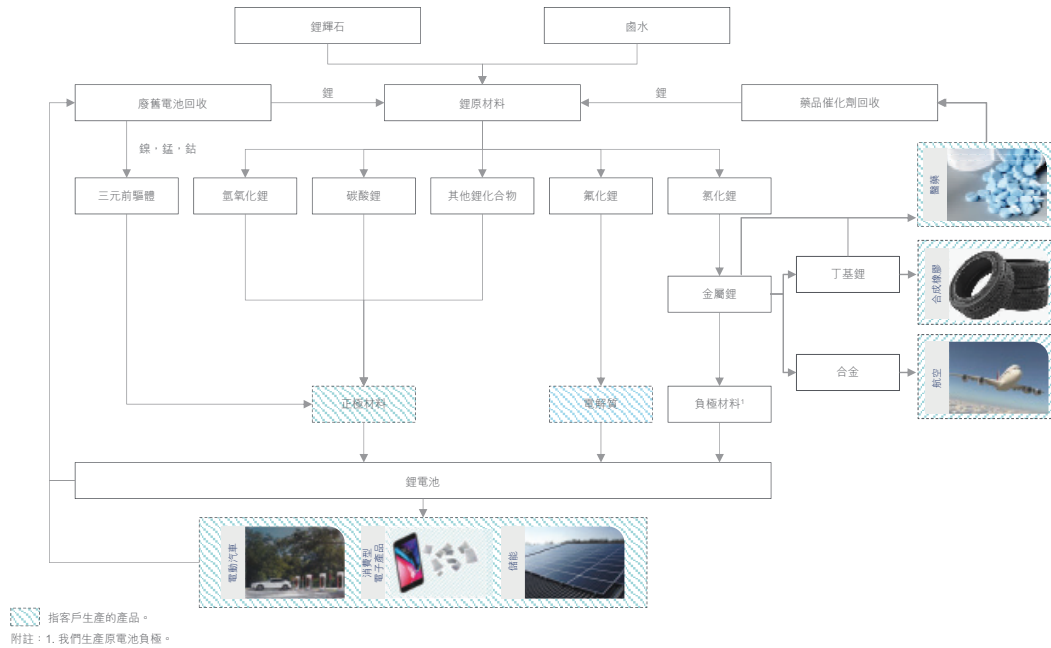 鋰輝石
鹵水
廢舊電池回收
鋰
鋰原材料
鋰
藥品催化劑回收
鎳，錳，鈷
三元前驅體
氫氧化鋰
碳酸鋰
其他鋰化合物
氟化鋰
氯化鋰
醫藥
金屬鋰
丁基鋰
合成橡膠
合金
航空
正極材料
電解質
負極材料¹
鋰電池
電動汽車
消費型
電子產品
儲能
指客戶生產的產品。
附註：1. 我們生產原電池負極。